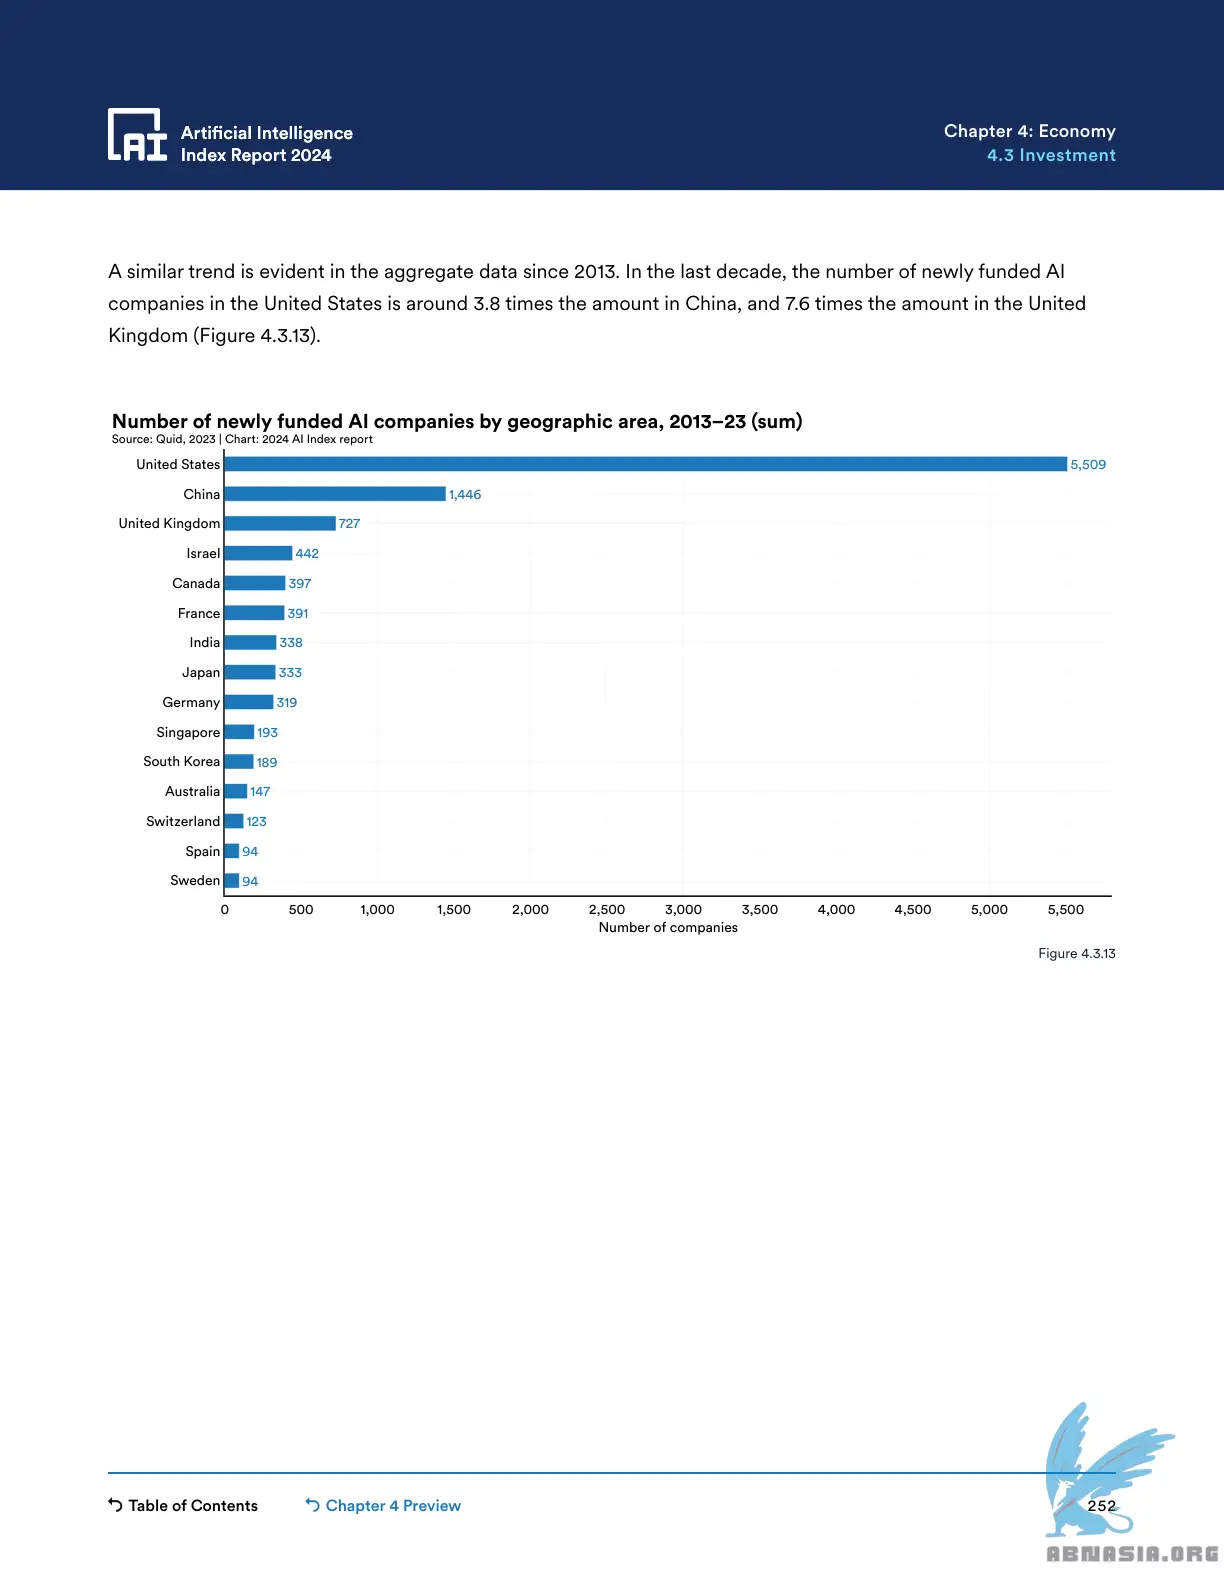 Artificial Intelligence
Index Report 2024
Chapter 4: Economy
4.3 Investment
A similar trend is evident in the aggregate data since 2013. In the last decade, the number of newly funded AI
companies in the United States is around 3.8 times the amount in China, and 7.6 times the amount in the United
Kingdom (Figure 4.3.13).
Number of newly funded AI companies by geographic area, 2013–23 (sum)
Source: Quid, 2023 | Chart: 2024 AI Index report
United States 5,509
China 1,446
United Kingdom 727
Israel 442
Canada 397
France 391
India 338
Japan 333
Germany 319
Singapore 193
South Korea 189
Australia 147
Switzerland 123
Spain 94
Sweden 94
0 500 1,000 1,500 2,000 2,500 3,000 3,500 4,000 4,500 5,000 5,500
Number of companies
Figure 4.3.13
Table of Contents
Chapter 4 Preview
252
ABNASIA.ORG